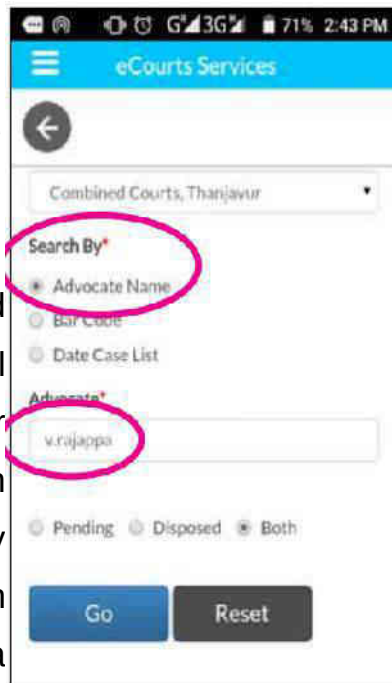 G 3G 71% 2:43 PM
eCourts Services
Combined Courts, Thanjavur
Search By*
Advocate Name
Bar Code
Date Case List
Advocate*
v.rajappa
Pending Disposed Both
Go Reset